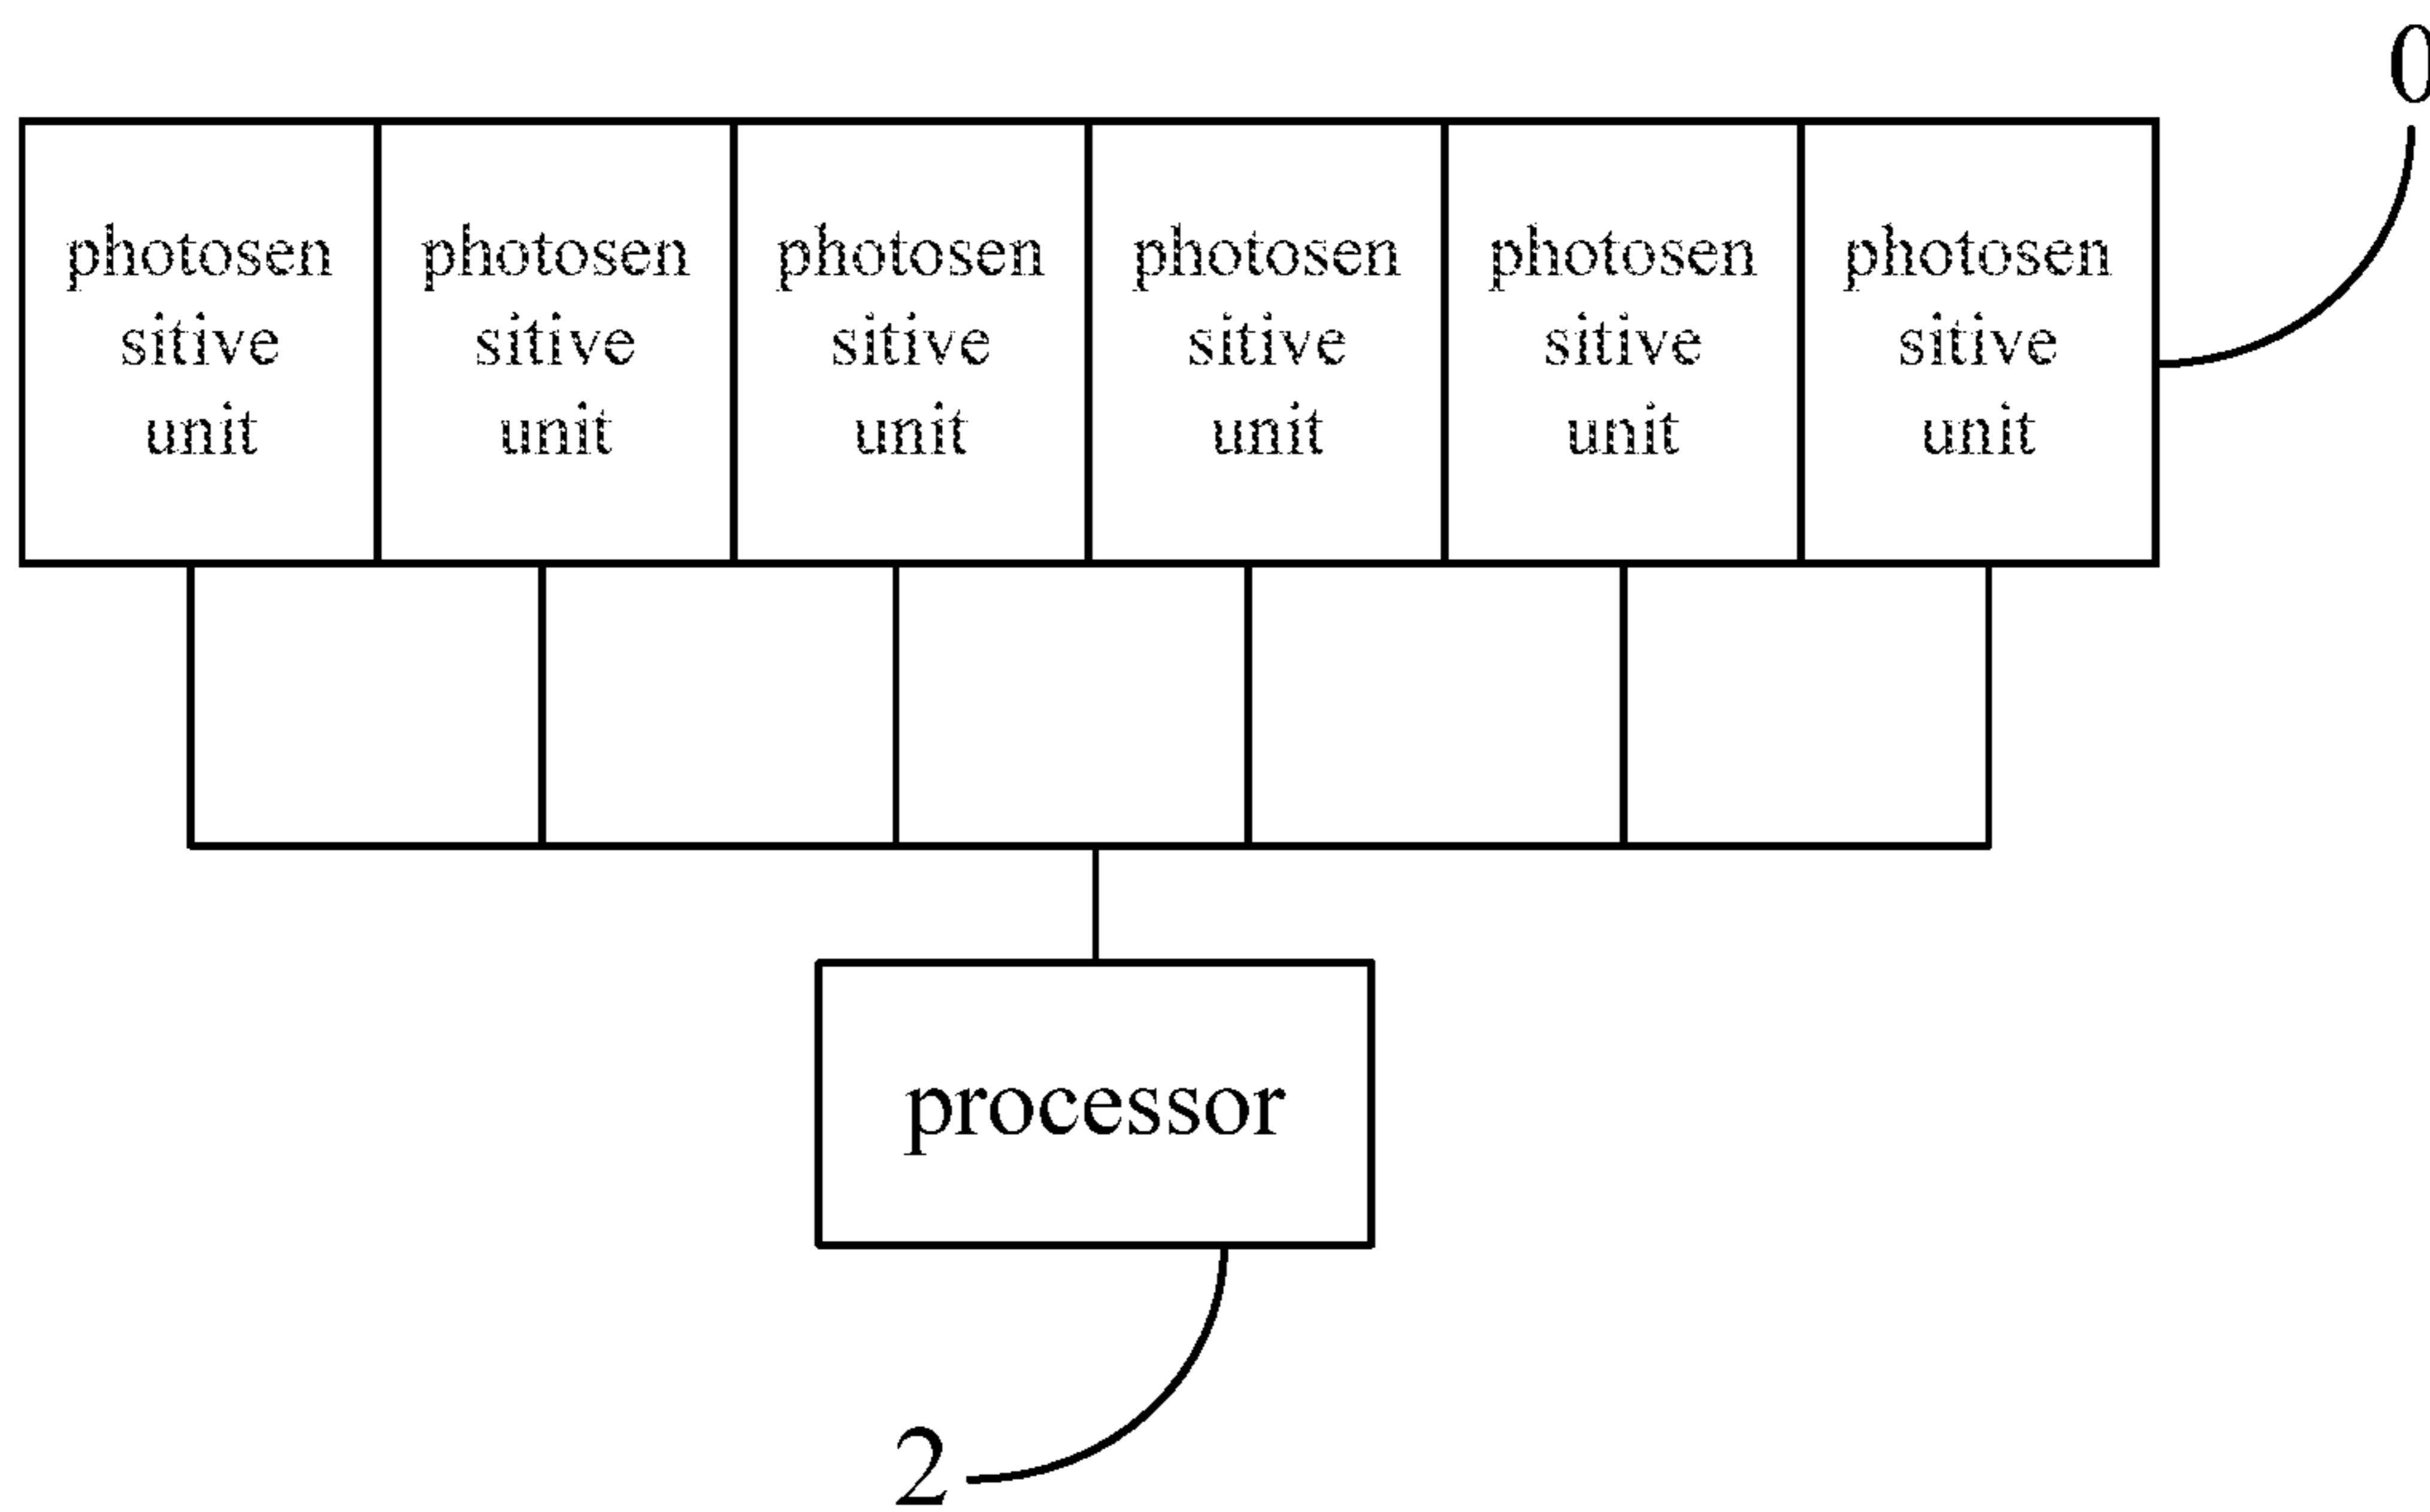 0
photosen photosen photosen photosen photosen photosen
sitive sitive sitive sitive sitive sitive
unit unit unit unit unit unit
processor
2